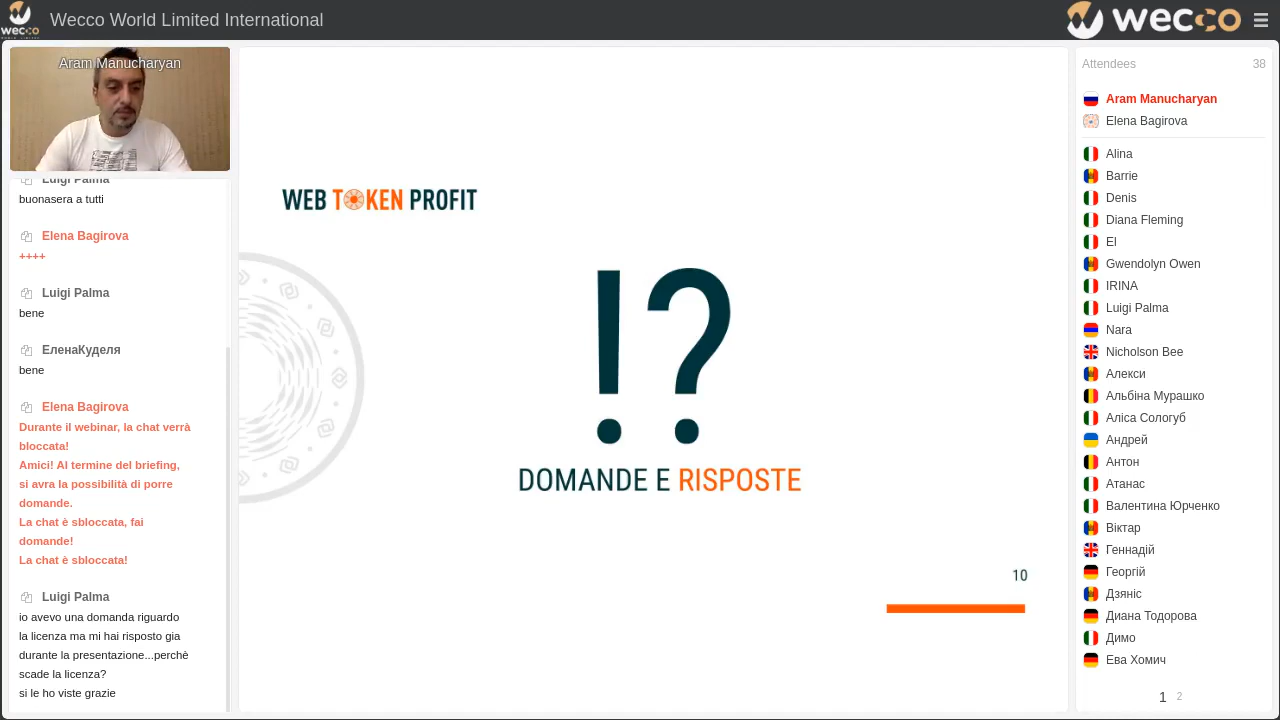 wecco
Wecco World Limited International
wecco
Aram Manucharyan
Luigi Palma
buonasera a tutti
Elena Bagirova
++++
Luigi Palma
bene
ЕленаКуделя
bene
Elena Bagirova
Durante il webinar, la chat verrà
bloccata!
Amici! Al termine del briefing,
si avra la possibilità di porre
domande.
La chat è sbloccata, fai
domande!
La chat è sbloccata!
Luigi Palma
io avevo una domanda riguardo
la licenza ma mi hai risposto gia
durante la presentazione...perchè
scade la licenza?
si le ho viste grazie
WEB TOKEN PROFIT
!?
DOMANDE E RISPOSTE
10
Attendees 38
Aram Manucharyan
Elena Bagirova
Alina
Barrie
Denis
Diana Fleming
El
Gwendolyn Owen
IRINA
Luigi Palma
Nara
Nicholson Bee
Алекси
Альбіна Мурашко
Аліса Сологуб
Андрей
Антон
Атанас
Валентина Юрченко
Віктар
Геннадій
Георгій
Дзяніс
Диана Тодорова
Димо
Ева Хомич
1 2